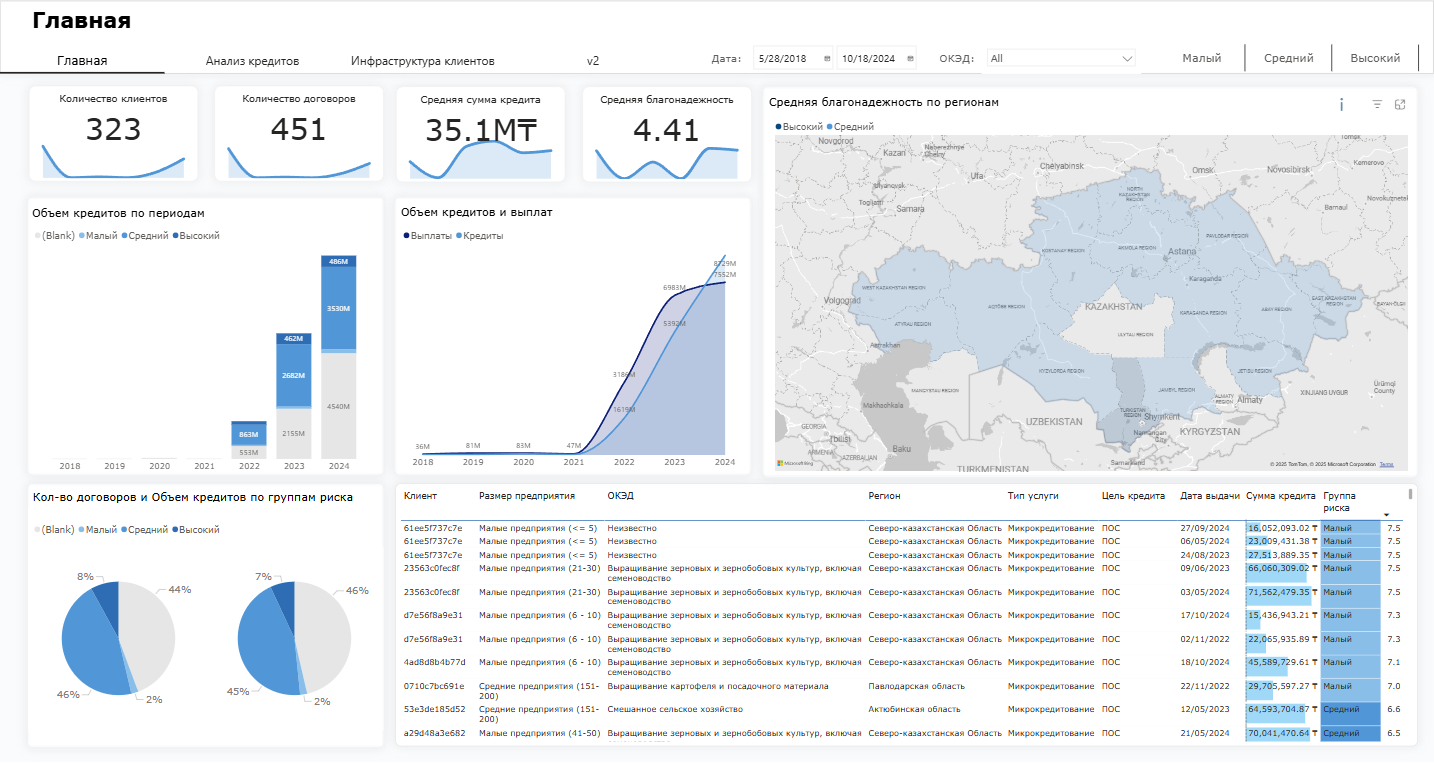 Главная
Главная
Анализ кредитов
Инфраструктура клиентов
v2
Дата:
5/28/2018
10/18/2024
ОКЭД:
All
Малый
Средний
Высокий
Количество клиентов
323
Количество договоров
451
Средняя сумма кредита
35.1M₸
Средняя благонадежность
4.41
Средняя благонадежность по регионам
Высокий Средний
Novgorod
Kazan
Naberezhnye
Chelny
Chelyabinsk
Omsk
Novosibirsk
Tomsk
Kemerovo
Ufa
Ulyanovsk
Togliatti
Samara
Barnaul
Novokuznetsk
NORTH
KAZAKHSTAN
REGION
KOSTANAY REGION
AKMOLA REGION
PAVLODAR REGION
Astana
Karaganda
WEST KAZAKHSTAN REGION
Volgograd
AKTÖBE REGION
KAZAKHSTAN
KARAGANDA REGION
ABAY REGION
EAST KAZAKHSTAN
REGION
BAYAN-ÖLGII
ATYRAU REGION
ULYTAU REGION
Astrakhan
KYZYLORDA REGION
JETISU REGION
MANGYSTAU REGION
JAMBYL REGION
ALMATY
REGION
Almaty
XINJIANG UYGUR
Ürümqi
County
Makhachkala
TURKISTAN
REGION
Shymkent
UZBEKISTAN
Namangan
City
KYRGYZSTAN
GEORGIA
Tbilisi
ARMENIA
AZERBAIJAN
Baku
Samarkand
TURKMENISTAN
Microsoft Bing
© 2025 TomTom, © 2025 Microsoft Corporation Terms
Объем кредитов по периодам
(Blank) Малый Средний Высокий
486M
3530M
4540M
462M
2682M
2155M
863M
553M
2018 2019 2020 2021 2022 2023 2024
Объем кредитов и выплат
Выплаты Кредиты
8729M
7552M
6983M
5392M
3186M
1619M
36M 81M 83M 47M
2018 2019 2020 2021 2022 2023 2024
Кол-во договоров и Объем кредитов по группам риска
(Blank) Малый Средний Высокий
8% 44%
46% 2%
7% 46%
45% 2%
Клиент Размер предприятия ОКЭД Регион Тип услуги Цель кредита Дата выдачи Сумма кредита Группа
риска
61ee5f737c7e Малые предприятия (<= 5) Неизвестно Северо-казахстанская Область Микрокредитование ПОС 27/09/2024 16,052,093.02 ₸ Малый 7.5
61ee5f737c7e Малые предприятия (<= 5) Неизвестно Северо-казахстанская Область Микрокредитование ПОС 06/05/2024 23,009,431.38 ₸ Малый 7.5
61ee5f737c7e Малые предприятия (<= 5) Неизвестно Северо-казахстанская Область Микрокредитование ПОС 24/08/2023 27,513,889.35 ₸ Малый 7.5
23563c0fec8f Малые предприятия (21-30) Выращивание зерновых и зернобобовых культур, включая Северо-казахстанская Область Микрокредитование ПОС 09/06/2023 66,060,309.02 ₸ Малый 7.5
семеноводство
23563c0fec8f Малые предприятия (21-30) Выращивание зерновых и зернобобовых культур, включая Северо-казахстанская Область Микрокредитование ПОС 03/05/2024 71,562,479.35 ₸ Малый 7.5
семеноводство
d7e56f8a9e31 Малые предприятия (6 - 10) Выращивание зерновых и зернобобовых культур, включая Северо-казахстанская Область Микрокредитование ПОС 17/10/2024 15,436,943.21 ₸ Малый 7.3
семеноводство
d7e56f8a9e31 Малые предприятия (6 - 10) Выращивание зерновых и зернобобовых культур, включая Северо-казахстанская Область Микрокредитование ПОС 02/11/2022 22,065,935.89 ₸ Малый 7.3
семеноводство
4ad8d8b4b77d Малые предприятия (6 - 10) Выращивание зерновых и зернобобовых культур, включая Северо-казахстанская Область Микрокредитование ПОС 18/10/2024 45,589,729.61 ₸ Малый 7.1
семеноводство
0710c7bc691e Средние предприятия (151- Выращивание картофеля и посадочного материала Павлодарская область Микрокредитование ПОС 22/11/2022 29,705,597.27 ₸ Малый 7.0
200)
53e3de185d52 Средние предприятия (151- Смешанное сельское хозяйство Актюбинская область Микрокредитование ПОС 12/05/2023 64,593,704.87 ₸ Средний 6.6
200)
a29d48a3e682 Малые предприятия (41-50) Выращивание зерновых и зернобобовых культур, включая Северо-казахстанская Область Микрокредитование ПОС 21/05/2024 70,041,470.64 ₸ Средний 6.5